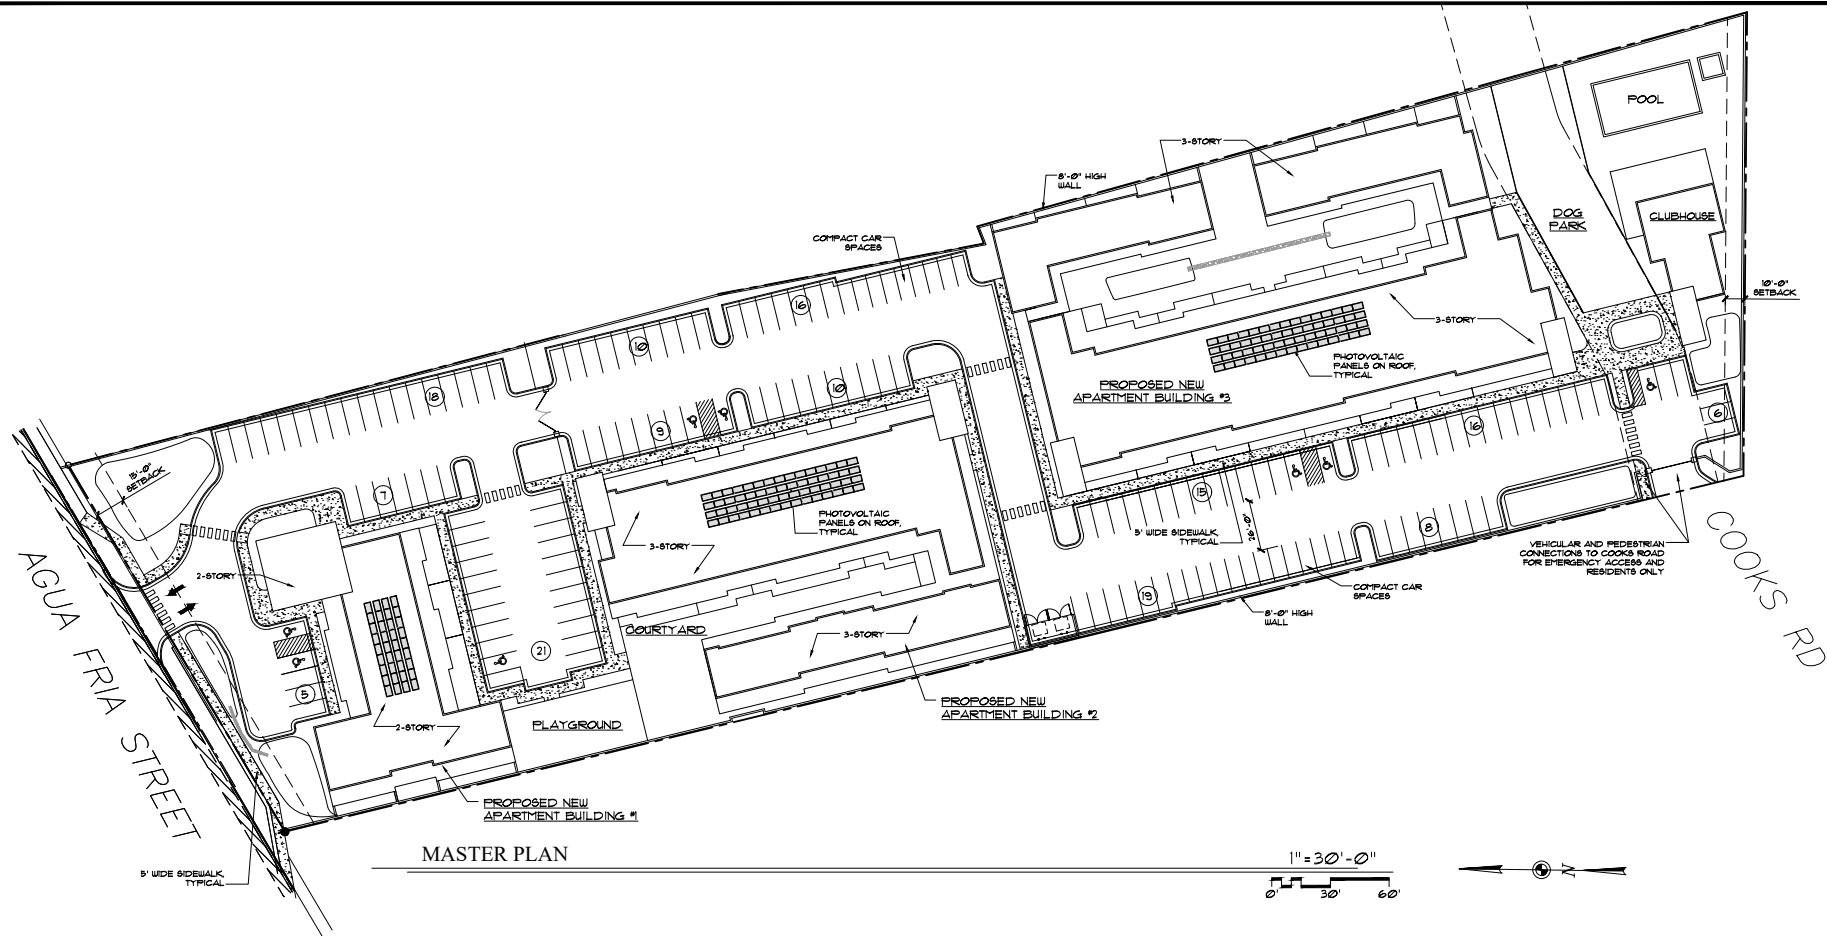 POOL
3-STORY
8'-0" HIGH
WALL
DOG
PARK
CLUBHOUSE
COMPACT CAR
SPACES
10'-0"
SETBACK
16
10
18
3-STORY
PHOTOVOLTAIC
PANELS ON ROOF,
TYPICAL
PROPOSED NEW
APARTMENT BUILDING #3
10
9
6
16
15'-0"
SETBACK
7
15
PHOTOVOLTAIC
PANELS ON ROOF,
TYPICAL
3-STORY
5' WIDE SIDEWALK,
TYPICAL
26'-0"
8
VEHICULAR AND PEDESTRIAN
CONNECTIONS TO COOKS ROAD
FOR EMERGENCY ACCESS AND
RESIDENTS ONLY
COOKS RD
2-STORY
COMPACT CAR
SPACES
19
8'-0" HIGH
WALL
COURTYARD
3-STORY
21
5
AGUA FRIA STREET
PROPOSED NEW
APARTMENT BUILDING #2
PLAYGROUND
2-STORY
PROPOSED NEW
APARTMENT BUILDING #1
MASTER PLAN
1"=30'-0"
5' WIDE SIDEWALK,
TYPICAL
N
0' 30' 60'